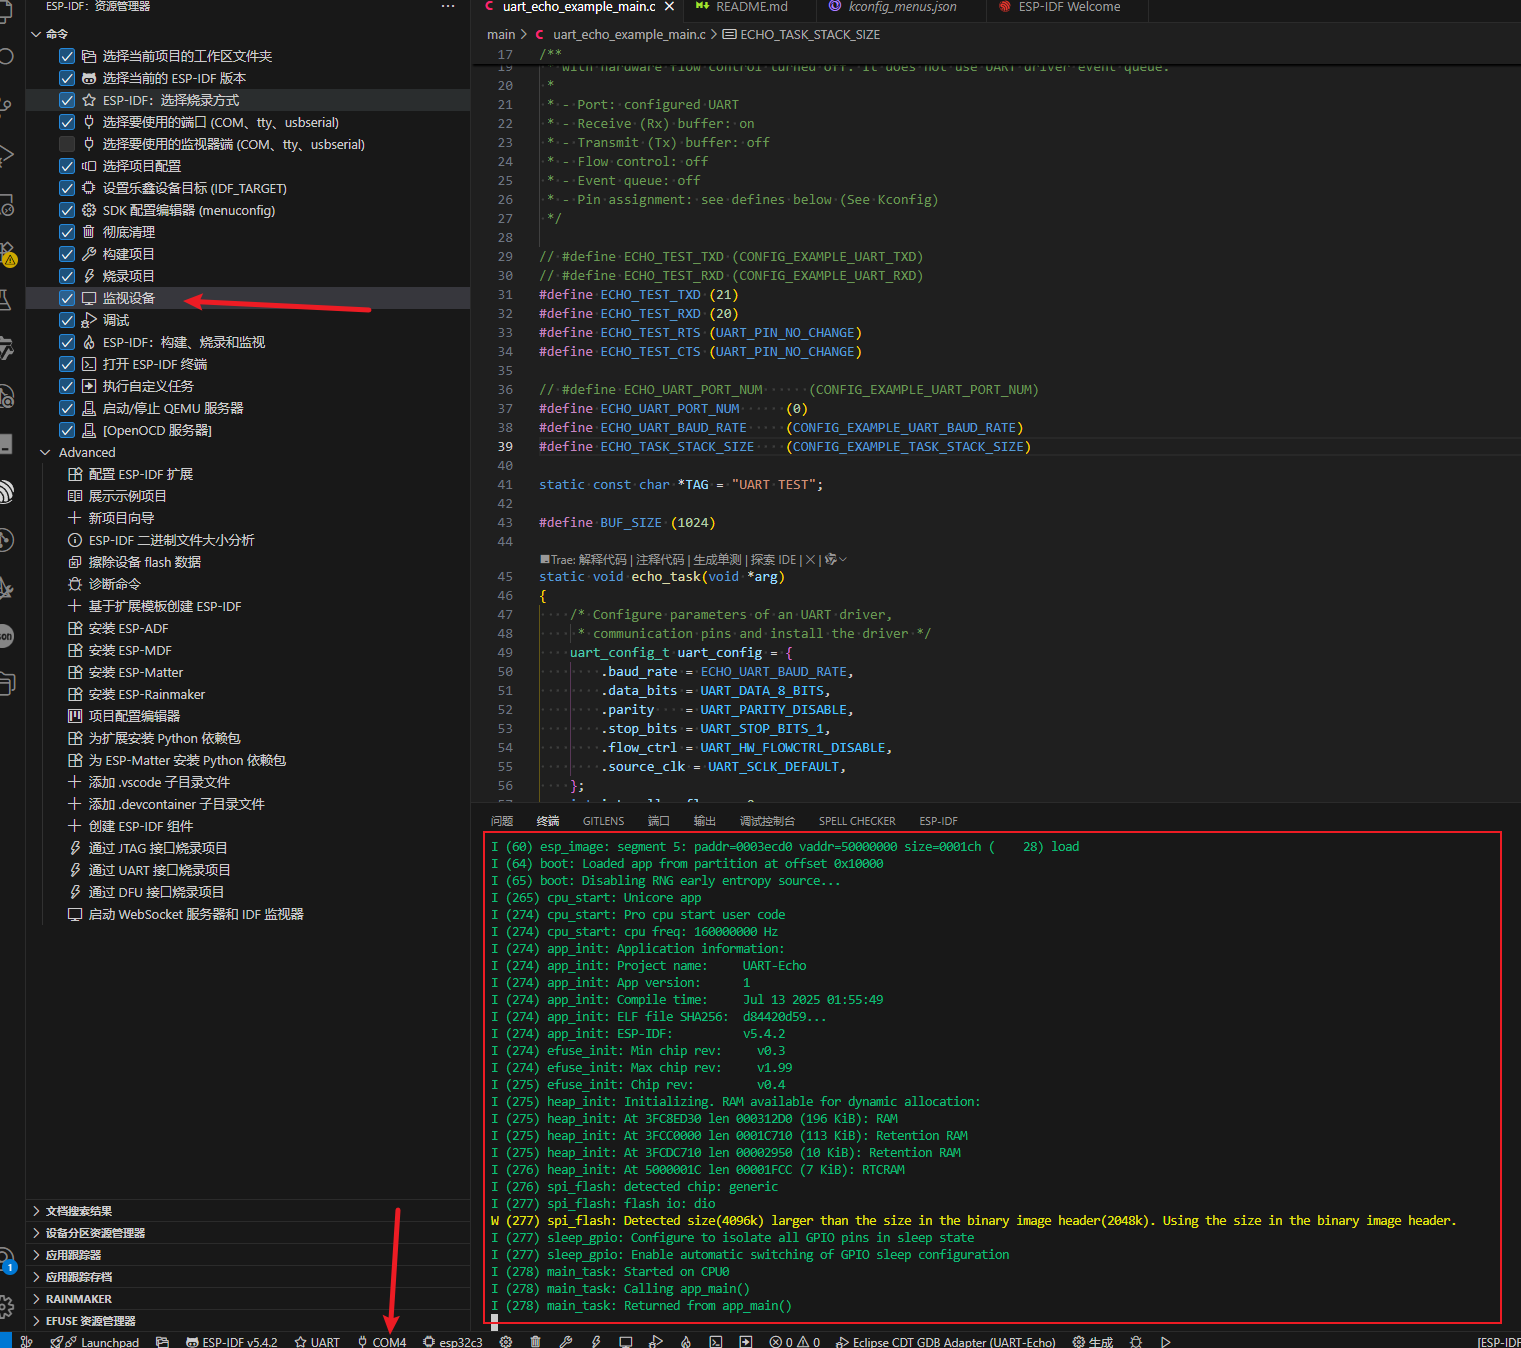 ESP-IDF: 资源管理器
命令
选择当前项目的工作区文件夹
选择当前的 ESP-IDF 版本
ESP-IDF：选择烧录方式
选择要使用的端口 (COM、tty、usbserial)
选择要使用的监视器端 (COM、tty、usbserial)
选择项目配置
设置乐鑫设备目标 (IDF_TARGET)
SDK 配置编辑器 (menuconfig)
彻底清理
构建项目
烧录项目
监视设备
调试
ESP-IDF：构建、烧录和监视
打开 ESP-IDF 终端
执行自定义任务
启动/停止 QEMU 服务器
[OpenOCD 服务器]
Advanced
配置 ESP-IDF 扩展
展示示例项目
新项目向导
ESP-IDF 二进制文件大小分析
擦除设备 flash 数据
诊断命令
基于扩展模板创建 ESP-IDF
安装 ESP-ADF
安装 ESP-MDF
安装 ESP-Matter
安装 ESP-Rainmaker
项目配置编辑器
为扩展安装 Python 依赖包
为 ESP-Matter 安装 Python 依赖包
添加 .vscode 子目录文件
添加 .devcontainer 子目录文件
创建 ESP-IDF 组件
通过 JTAG 接口烧录项目
通过 UART 接口烧录项目
通过 DFU 接口烧录项目
启动 WebSocket 服务器和 IDF 监视器
文档搜索结果
设备分区资源管理器
应用跟踪器
应用跟踪存档
RAINMAKER
EFUSE 资源管理器
uart_echo_example_main.c README.md kconfig_menus.json ESP-IDF Welcome
main > C uart_echo_example_main.c > ECHO_TASK_STACK_SIZE
17 /**
19 with hardware flow control turned off. It does not use UART driver event queue.
20 *
21 * - Port: configured UART
22 * - Receive (Rx) buffer: on
23 * - Transmit (Tx) buffer: off
24 * - Flow control: off
25 * - Event queue: off
26 * - Pin assignment: see defines below (See Kconfig)
27 */
28
29 // #define ECHO_TEST_TXD (CONFIG_EXAMPLE_UART_TXD)
30 // #define ECHO_TEST_RXD (CONFIG_EXAMPLE_UART_RXD)
31 #define ECHO_TEST_TXD (21)
32 #define ECHO_TEST_RXD (20)
33 #define ECHO_TEST_RTS (UART_PIN_NO_CHANGE)
34 #define ECHO_TEST_CTS (UART_PIN_NO_CHANGE)
35
36 // #define ECHO_UART_PORT_NUM (CONFIG_EXAMPLE_UART_PORT_NUM)
37 #define ECHO_UART_PORT_NUM (0)
38 #define ECHO_UART_BAUD_RATE (CONFIG_EXAMPLE_UART_BAUD_RATE)
39 #define ECHO_TASK_STACK_SIZE (CONFIG_EXAMPLE_TASK_STACK_SIZE)
40
41 static const char *TAG = "UART TEST";
42
43 #define BUF_SIZE (1024)
44
Trae: 解释代码 | 注释代码 | 生成单测 | 探索 IDE | X |
45 static void echo_task(void *arg)
46 {
47 /* Configure parameters of an UART driver,
48 * communication pins and install the driver */
49 uart_config_t uart_config = {
50 .baud_rate = ECHO_UART_BAUD_RATE,
51 .data_bits = UART_DATA_8_BITS,
52 .parity = UART_PARITY_DISABLE,
53 .stop_bits = UART_STOP_BITS_1,
54 .flow_ctrl = UART_HW_FLOWCTRL_DISABLE,
55 .source_clk = UART_SCLK_DEFAULT,
56 };
问题 终端 GITLENS 端口 输出 调试控制台 SPELL CHECKER ESP-IDF
I (60) esp_image: segment 5: paddr=0003ecd0 vaddr=50000000 size=0001ch ( 28) load
I (64) boot: Loaded app from partition at offset 0x10000
I (65) boot: Disabling RNG early entropy source...
I (265) cpu_start: Unicore app
I (274) cpu_start: Pro cpu start user code
I (274) cpu_start: cpu freq: 160000000 Hz
I (274) app_init: Application information:
I (274) app_init: Project name: UART-Echo
I (274) app_init: App version: 1
I (274) app_init: Compile time: Jul 13 2025 01:55:49
I (274) app_init: ELF file SHA256: d84420d59...
I (274) app_init: ESP-IDF: v5.4.2
I (274) efuse_init: Min chip rev: v0.3
I (274) efuse_init: Max chip rev: v1.99
I (275) efuse_init: Chip rev: v0.4
I (275) heap_init: Initializing. RAM available for dynamic allocation:
I (275) heap_init: At 3FC8ED30 len 000312D0 (196 KiB): RAM
I (275) heap_init: At 3FCC0000 len 0001C710 (113 KiB): Retention RAM
I (275) heap_init: At 3FCDC710 len 00002950 (10 KiB): Retention RAM
I (276) heap_init: At 5000001C len 00001FCC (7 KiB): RTCRAM
I (276) spi_flash: detected chip: generic
I (277) spi_flash: flash io: dio
W (277) spi_flash: Detected size(4096k) larger than the size in the binary image header(2048k). Using the size in the binary image header.
I (277) sleep_gpio: Configure to isolate all GPIO pins in sleep state
I (277) sleep_gpio: Enable automatic switching of GPIO sleep configuration
I (278) main_task: Started on CPU0
I (278) main_task: Calling app_main()
I (278) main_task: Returned from app_main()
Launchpad ESP-IDF v5.4.2 UART COM4 esp32c3 0 0 Eclipse CDT GDB Adapter (UART-Echo) 生成 [ESP-IDF